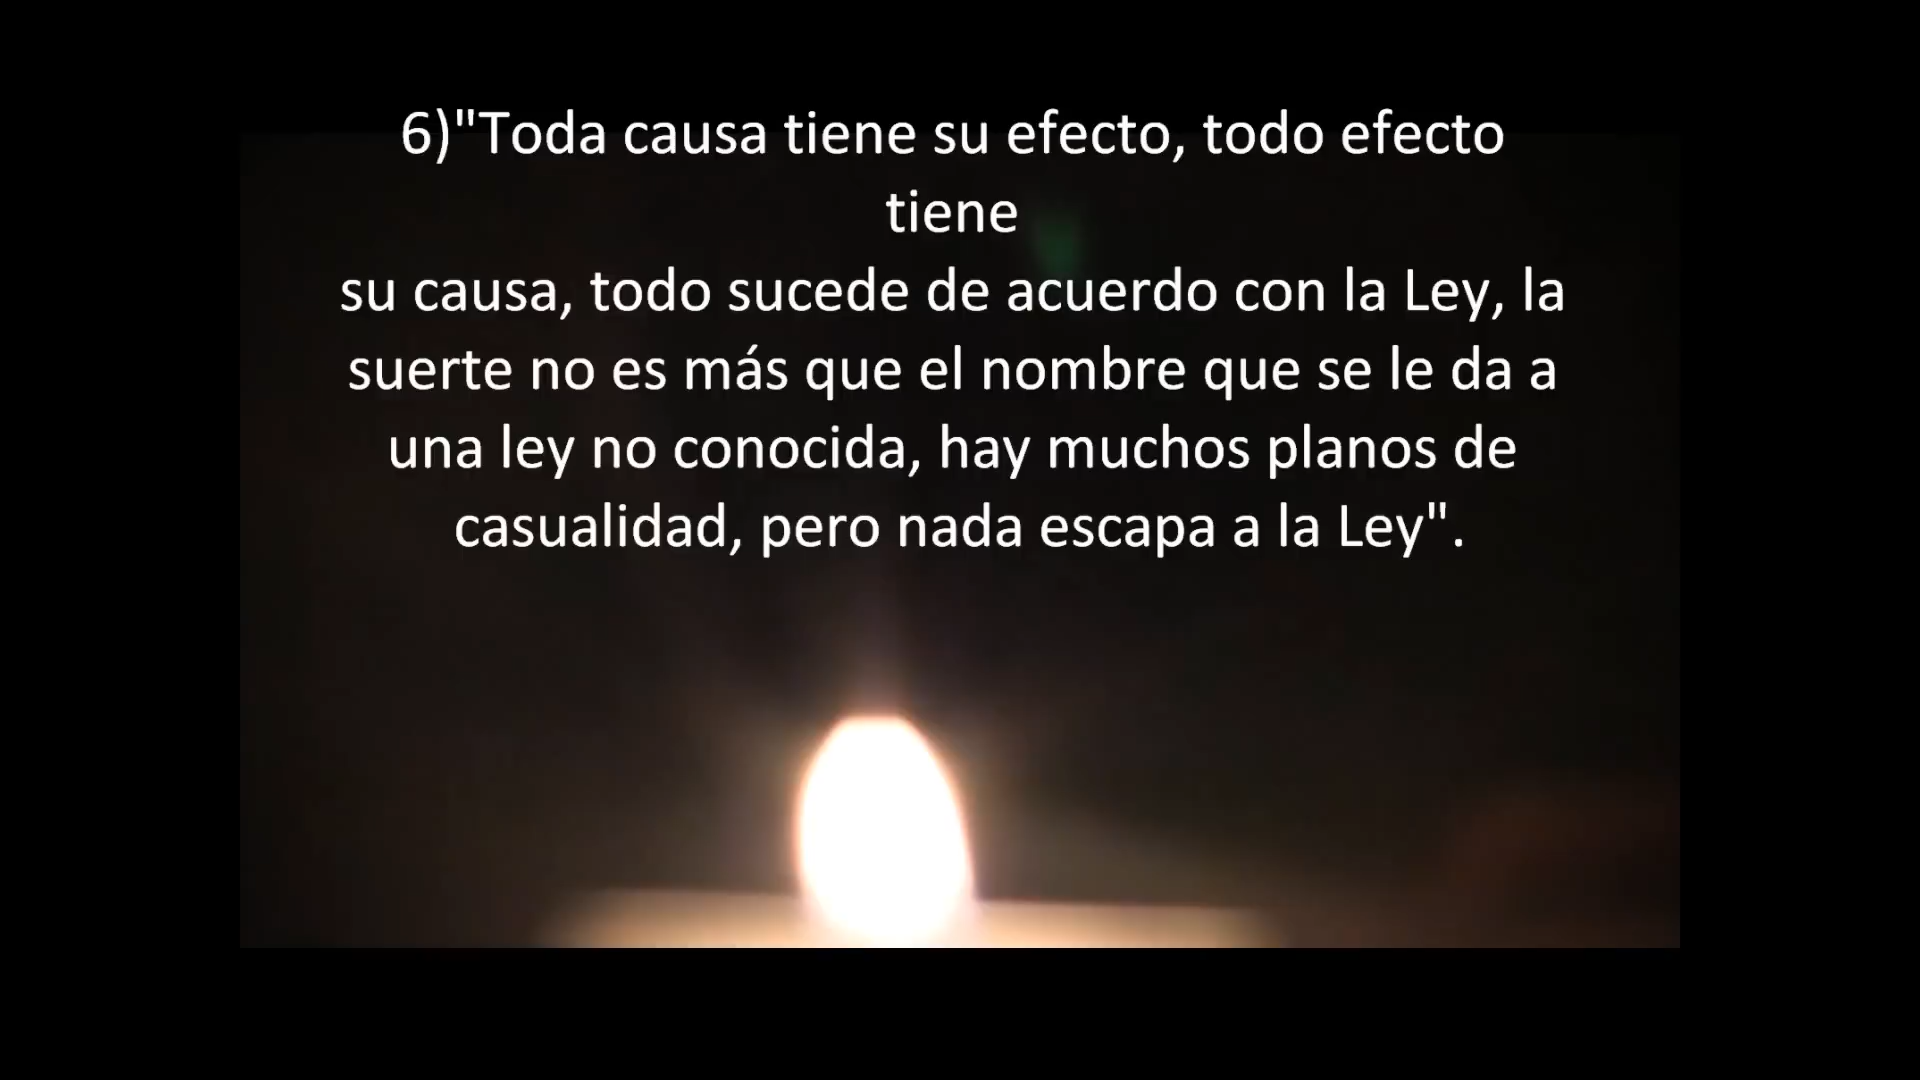 6)"Toda causa tiene su efecto, todo efecto
tiene
su causa, todo sucede de acuerdo con la Ley, la
suerte no es más que el nombre que se le da a
una ley no conocida, hay muchos planos de
casualidad, pero nada escapa a la Ley".